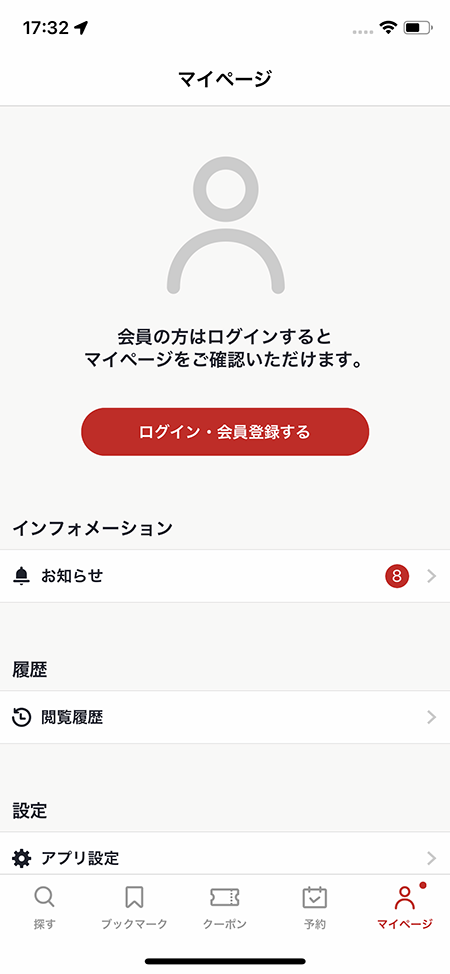 17:32
マイページ
会員の方はログインすると
マイページをご確認いただけます。
ログイン・会員登録する
インフォメーション
お知らせ 8
履歴
閲覧履歴
設定
アプリ設定
探す ブックマーク クーポン 予約 マイページ